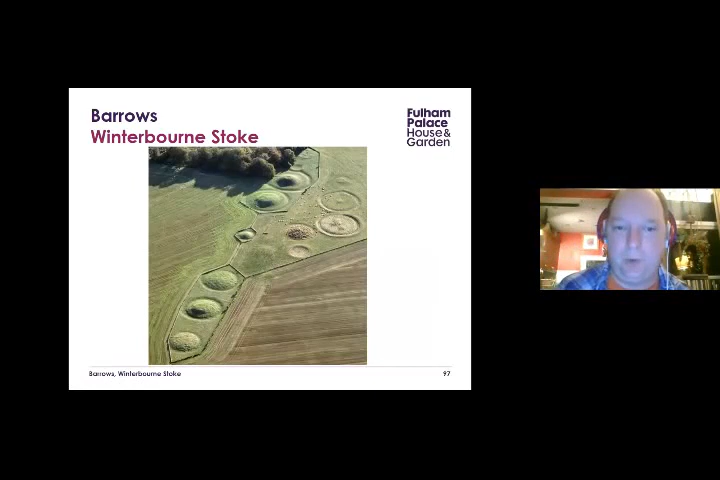 Barrows
Winterbourne Stoke
Fulham
Palace
House&
Garden
Barrows, Winterbourne Stoke
97